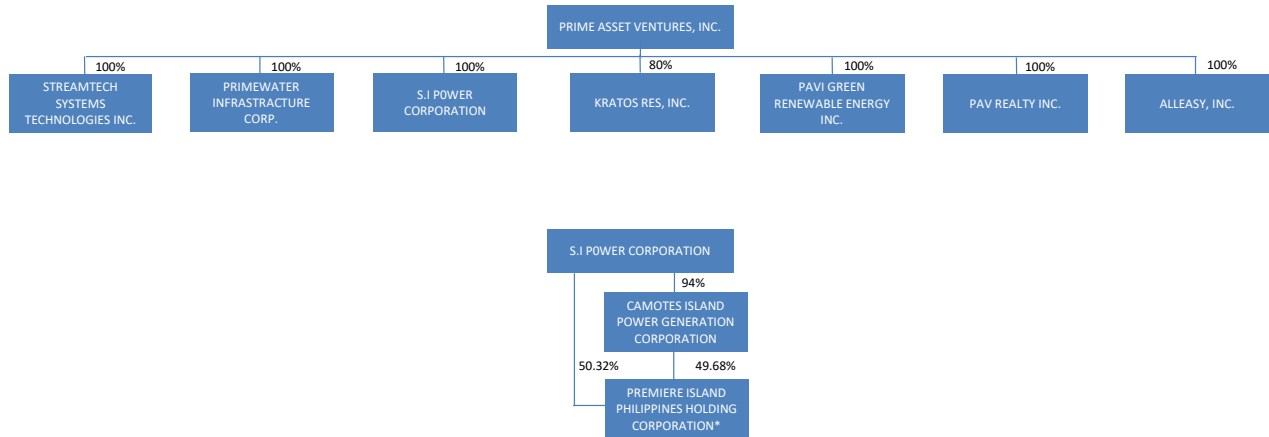 PRIME ASSET VENTURES, INC.
100%
100%
100%
80%
100%
100%
100%
STREAMTECH
SYSTEMS
TECHNOLOGIES INC.
PRIMEWATER
INFRASTRACTURE
CORP.
S.I P0WER
CORPORATION
KRATOS RES, INC.
PAVI GREEN
RENEWABLE ENERGY
INC.
PAV REALTY INC.
ALLEASY, INC.
S.I P0WER CORPORATION
94%
CAMOTES ISLAND
POWER GENERATION
CORPORATION
50.32%
49.68%
PREMIERE ISLAND
PHILIPPINES HOLDING
CORPORATION*